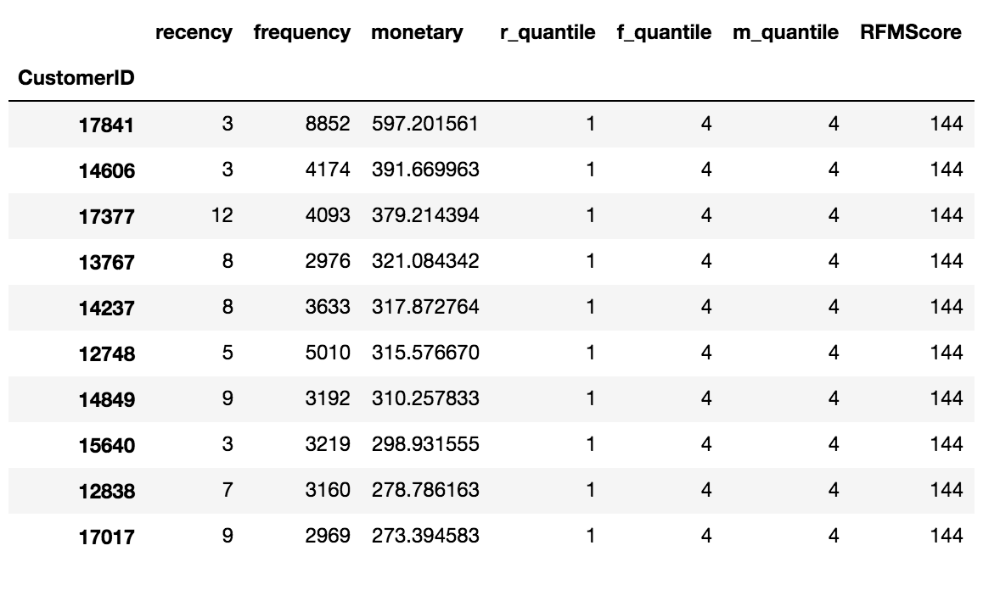 recency frequency monetary r_quantile f_quantile m_quantile RFMScore
CustomerID
17841 3 8852 597.201561 1 4 4 144
14606 3 4174 391.669963 1 4 4 144
17377 12 4093 379.214394 1 4 4 144
13767 8 2976 321.084342 1 4 4 144
14237 8 3633 317.872764 1 4 4 144
12748 5 5010 315.576670 1 4 4 144
14849 9 3192 310.257833 1 4 4 144
15640 3 3219 298.931555 1 4 4 144
12838 7 3160 278.786163 1 4 4 144
17017 9 2969 273.394583 1 4 4 144